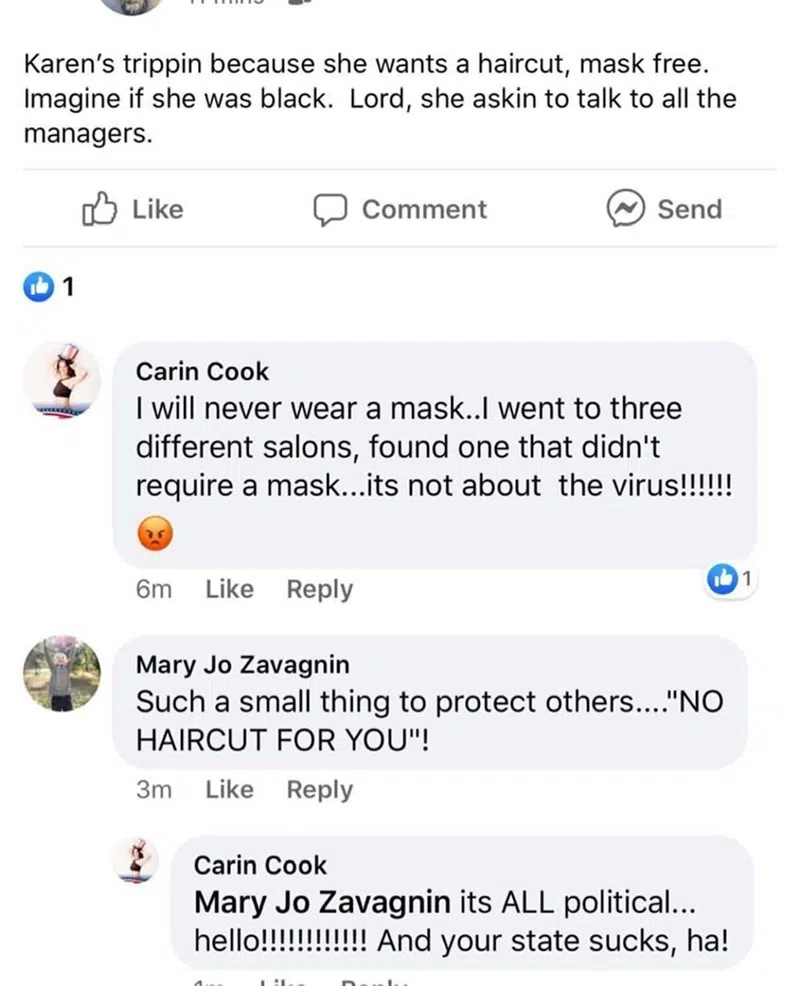 11 mins
Karen’s trippin because she wants a haircut, mask free.
Imagine if she was black.  Lord, she askin to talk to all the
managers.
Like
Comment
Send
1
Carin Cook
I will never wear a mask..I went to three
different salons, found one that didn't
require a mask...its not about  the virus!!!!!!
😡
6m Like Reply
1
Mary Jo Zavagnin
Such a small thing to protect others...."NO
HAIRCUT FOR YOU"!
3m Like Reply
Carin Cook
Mary Jo Zavagnin its ALL political...
hello!!!!!!!!!!!! And your state sucks, ha!
Like Reply